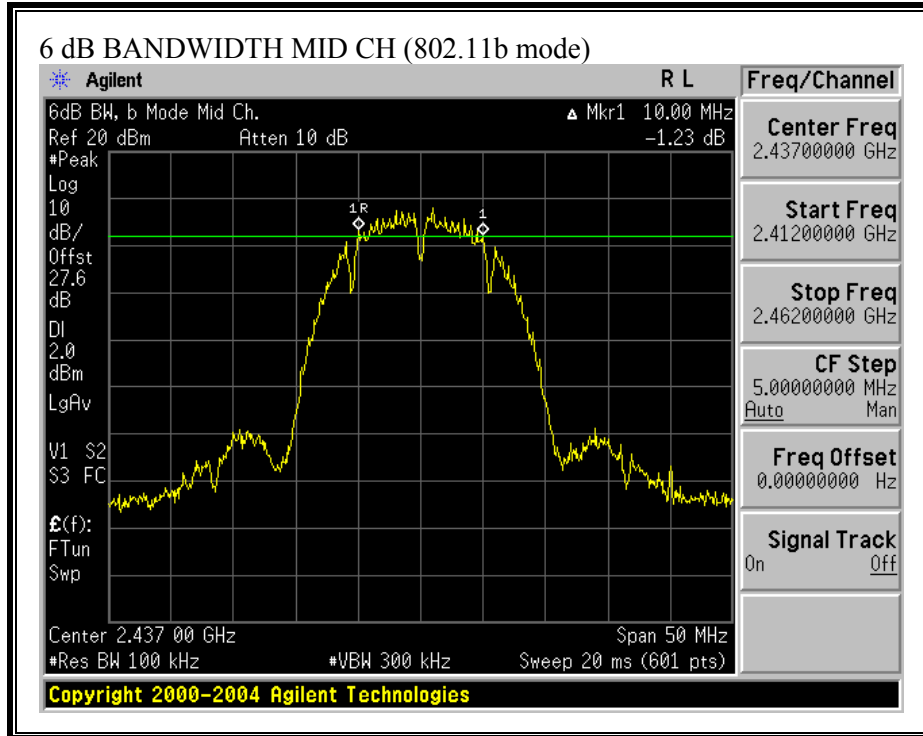 6 dB BANDWIDTH MID CH (802.11b mode)
Agilent R L
6dB BW, b Mode Mid Ch. Δ Mkr1 10.00 MHz
Ref 20 dBm Atten 10 dB -1.23 dB
#Peak
Log
10
dB/
Offst
27.6
dB
DI
2.0
dBm
LgAv
V1 S2
S3 FC
£(f):
FTun
Swp
1R
1
Center 2.437 00 GHz Span 50 MHz
#Res BW 100 kHz #VBW 300 kHz Sweep 20 ms (601 pts)
Copyright 2000-2004 Agilent Technologies
Freq/Channel
Center Freq
2.43700000 GHz
Start Freq
2.41200000 GHz
Stop Freq
2.46200000 GHz
CF Step
5.00000000 MHz
Auto Man
Freq Offset
0.00000000 Hz
Signal Track
On Off